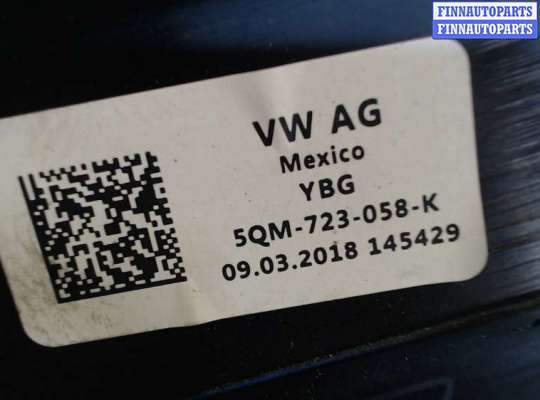 FINNAUTOPARTS
FINNAUTOPARTS
VW AG
Mexico
YBG
5QM-723-058-K
09.03.2018 145429